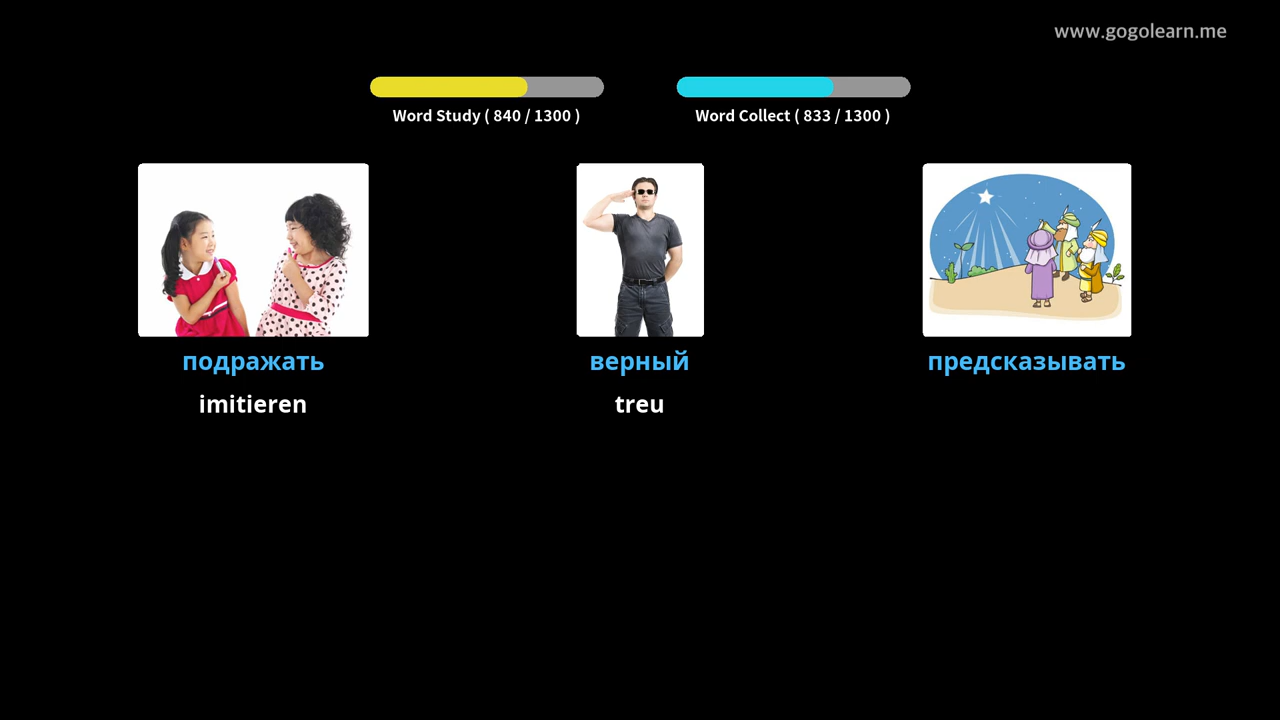 www.gogolearn.me
Word Study ( 840 / 1300 )
Word Collect ( 833 / 1300 )
подражать
верный
предсказывать
imitieren
treu